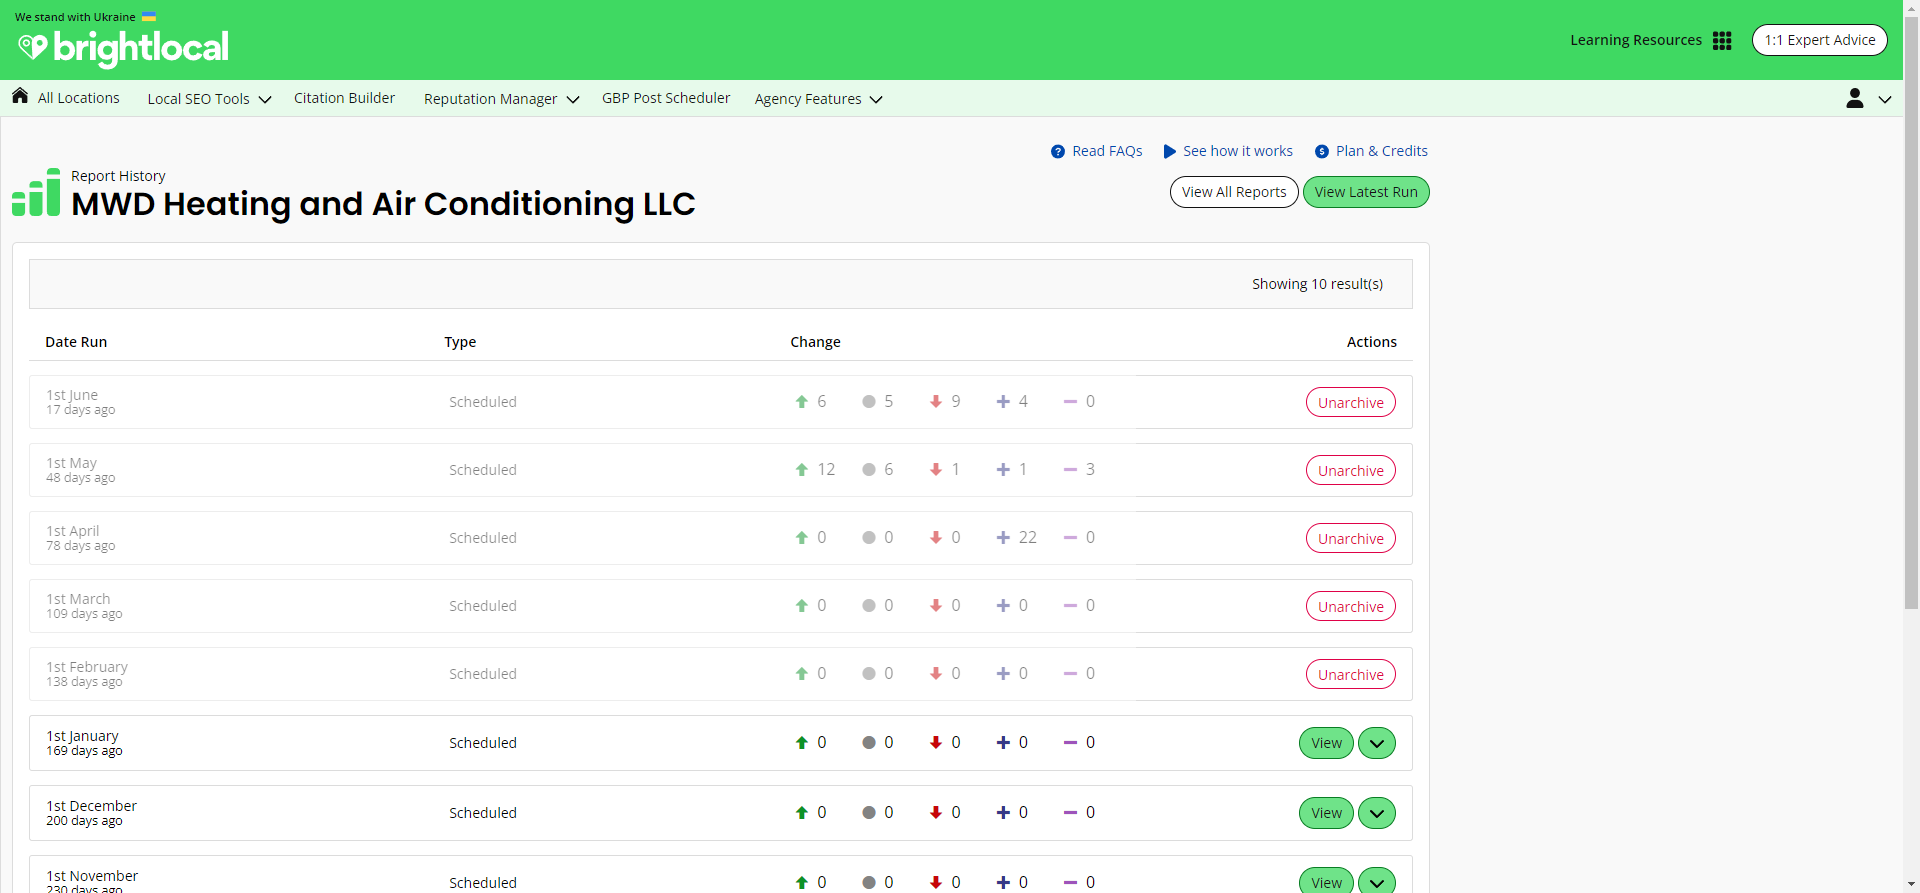 We stand with Ukraine
brightlocal
Learning Resources
1:1 Expert Advice
All Locations
Local SEO Tools
Citation Builder
Reputation Manager
GBP Post Scheduler
Agency Features
Read FAQs
See how it works
Plan & Credits
Report History
MWD Heating and Air Conditioning LLC
View All Reports
View Latest Run
Showing 10 result(s)
Date Run Type Change Actions
1st June
17 days ago
Scheduled 6 5 9 4 0 Unarchive
1st May
48 days ago
Scheduled 12 6 1 1 3 Unarchive
1st April
78 days ago
Scheduled 0 0 0 22 0 Unarchive
1st March
109 days ago
Scheduled 0 0 0 0 0 Unarchive
1st February
138 days ago
Scheduled 0 0 0 0 0 Unarchive
1st January
169 days ago
Scheduled 0 0 0 0 0 View
1st December
200 days ago
Scheduled 0 0 0 0 0 View
1st November
230 days ago
Scheduled 0 0 0 0 0 View